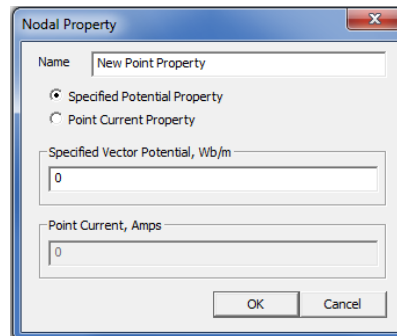 Nodal Property
Name New Point Property
Specified Potential Property
Point Current Property
Specified Vector Potential, Wb/m
0
Point Current, Amps
0
OK Cancel